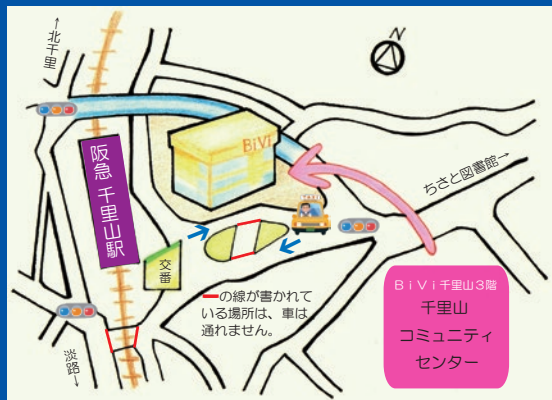 ←北千里
N
BiVi
TAXI
阪急 千里山駅
ちさと図書館→
交番
━の線が書かれて
いる場所は、車は
通れません。
BiVi千里山3階
千里山
コミュニティ
センター
淡路→